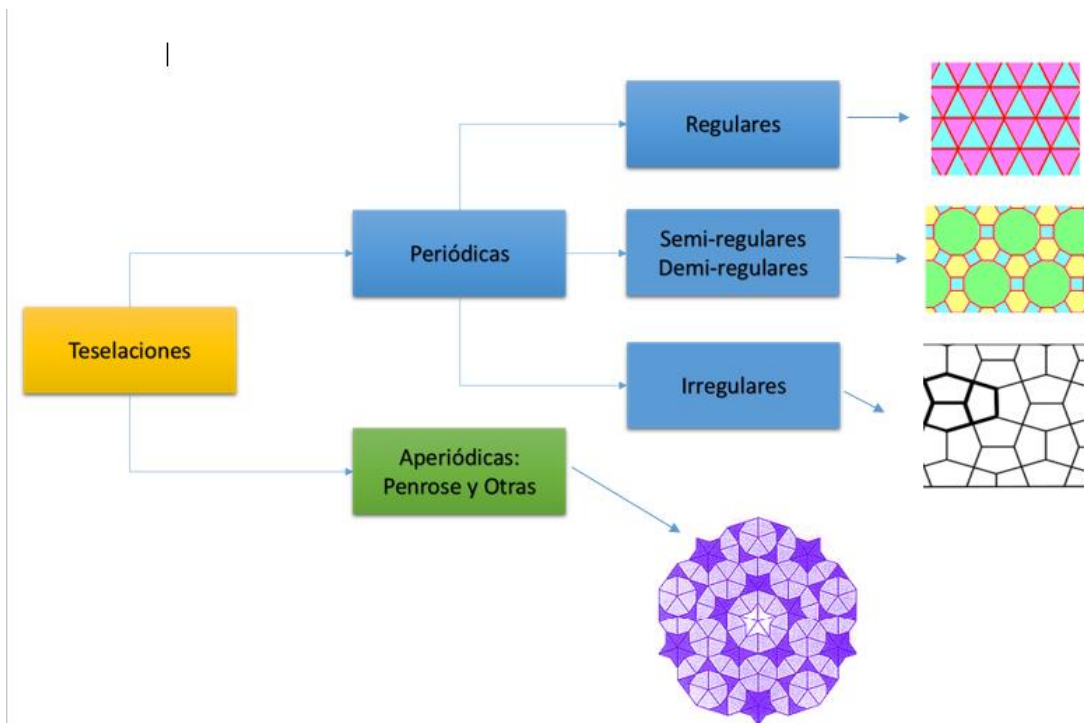 Teselaciones
Periódicas
Regulares
Semi-regulares
Demi-regulares
Irregulares
Aperiódicas:
Penrose y Otras